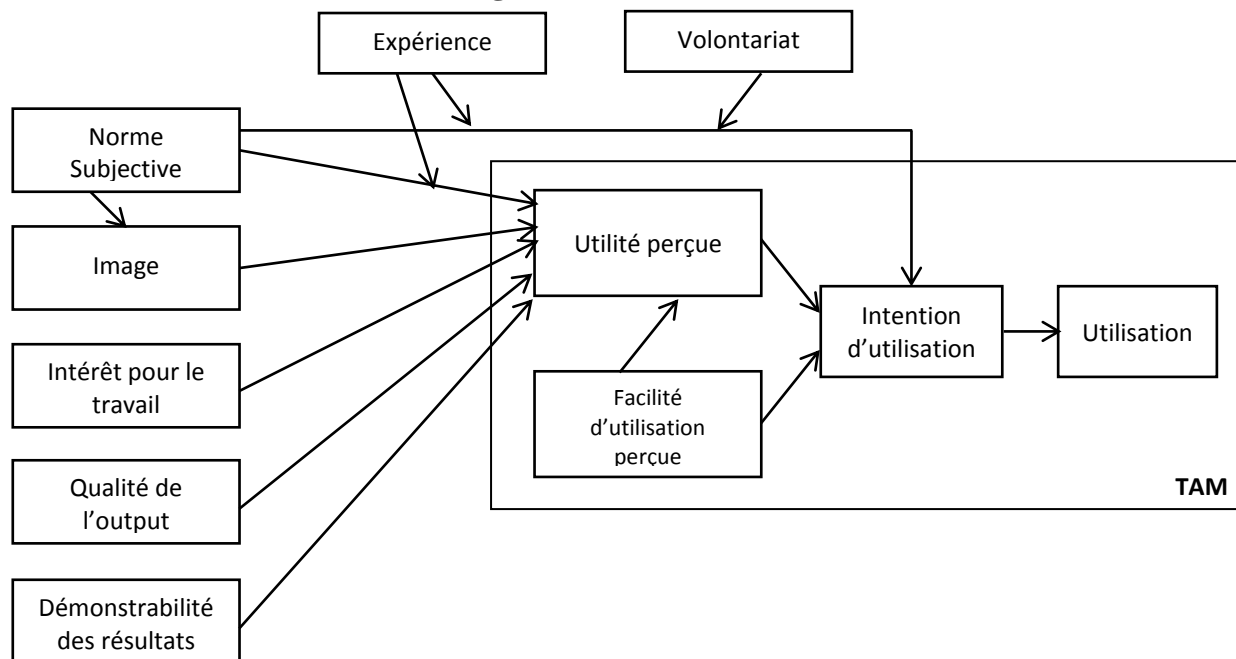 Expérience
Volontariat
Norme
Subjective
Image
Utilité perçue
Intention
d’utilisation
Utilisation
Intérêt pour le
travail
Facilité
d’utilisation
perçue
Qualité de
l’output
TAM
Démonstrabilité
des résultats